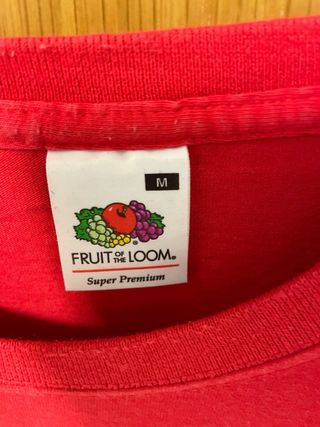 M
FRUIT OF THE LOOM®
Super Premium